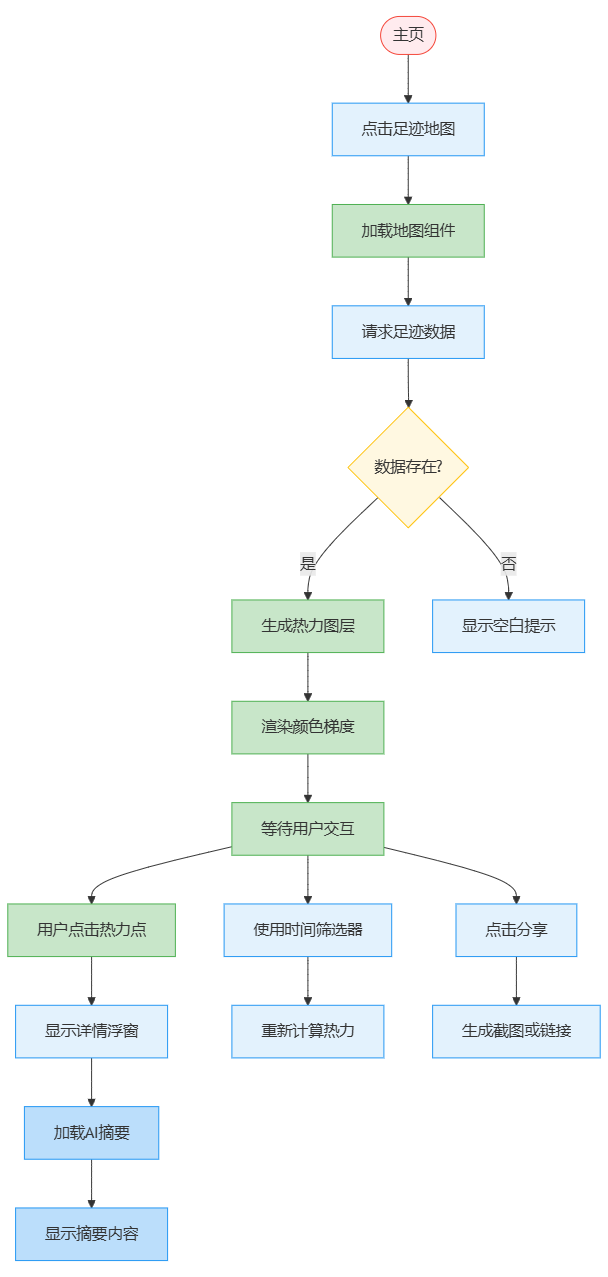 主页
点击足迹地图
加载地图组件
请求足迹数据
数据存在?
是
否
生成热力图层
显示空白提示
渲染颜色梯度
等待用户交互
用户点击热力点
使用时间筛选器
点击分享
显示详情浮窗
重新计算热力
生成截图或链接
加载AI摘要
显示摘要内容